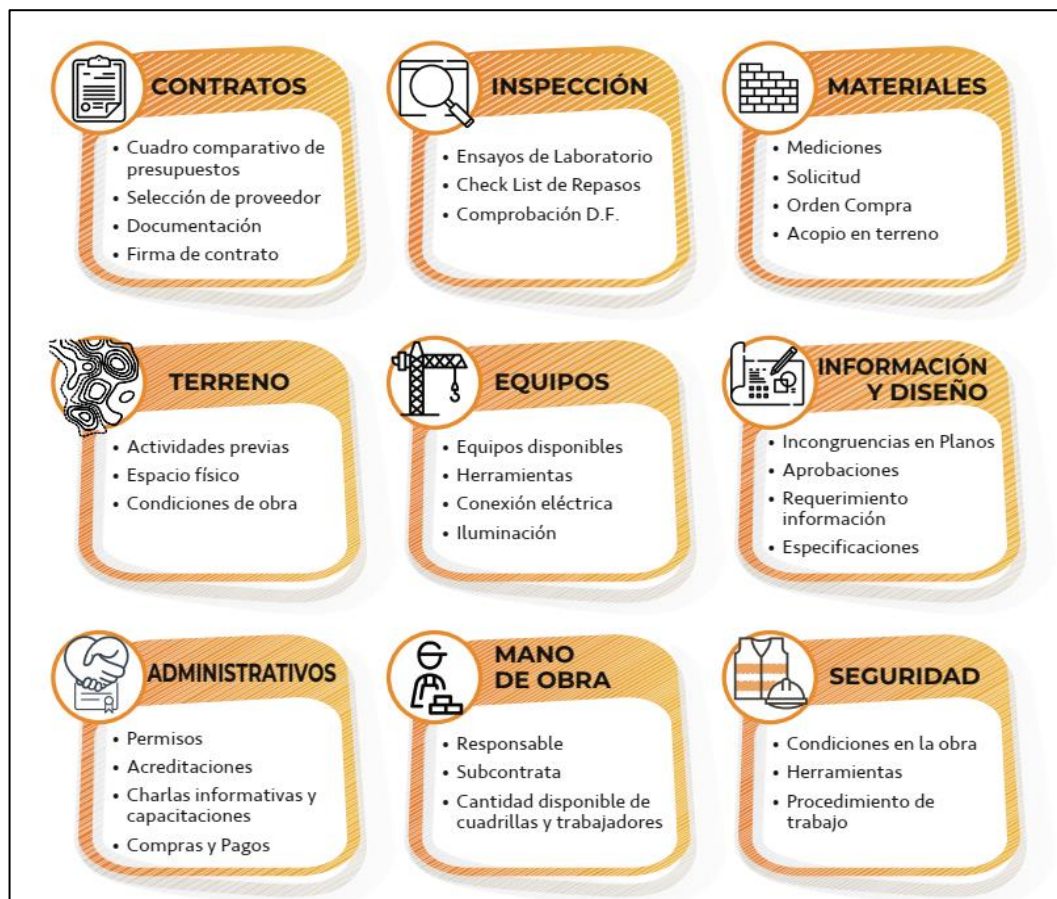 CONTRATOS
• Cuadro comparativo de
presupuestos
• Selección de proveedor
• Documentación
• Firma de contrato
INSPECCIÓN
• Ensayos de Laboratorio
• Check List de Repasos
• Comprobación D.F.
MATERIALES
• Mediciones
• Solicitud
• Orden Compra
• Acopio en terreno
TERRENO
• Actividades previas
• Espacio físico
• Condiciones de obra
EQUIPOS
• Equipos disponibles
• Herramientas
• Conexión eléctrica
• Iluminación
INFORMACIÓN
Y DISEÑO
• Incongruencias en Planos
• Aprobaciones
• Requerimiento
información
• Especificaciones
ADMINISTRATIVOS
• Permisos
• Acreditaciones
• Charlas informativas y
capacitaciones
• Compras y Pagos
MANO
DE OBRA
• Responsable
• Subcontrata
• Cantidad disponible de
cuadrillas y trabajadores
SEGURIDAD
• Condiciones en la obra
• Herramientas
• Procedimiento de
trabajo